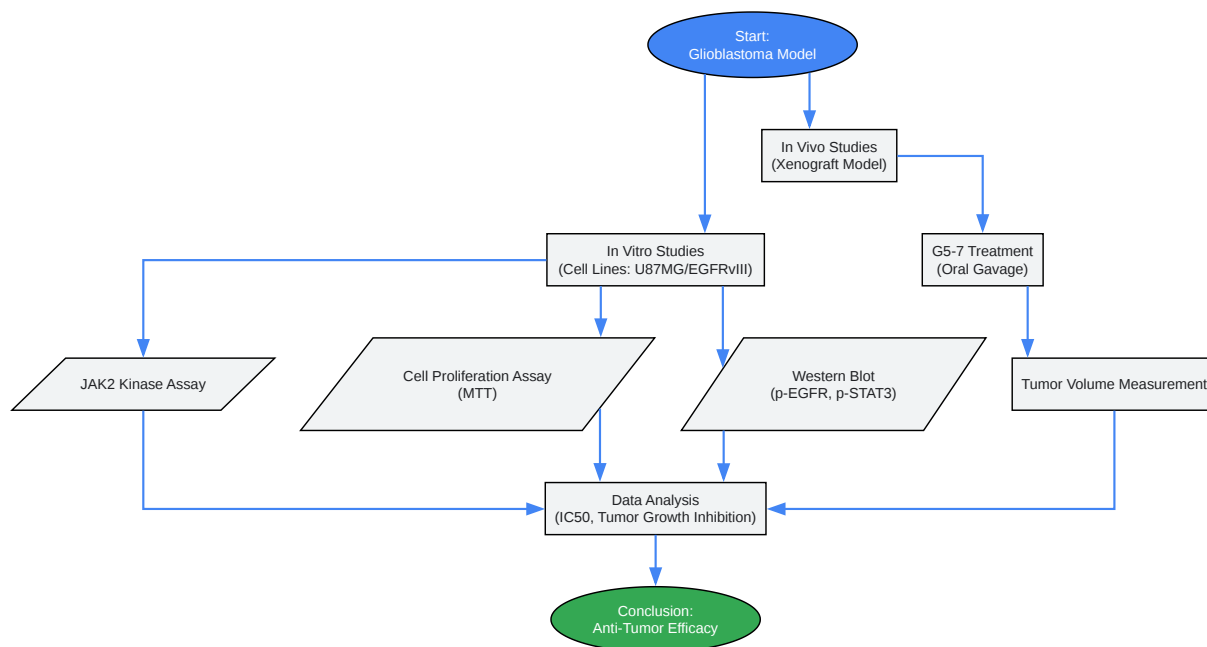 Start:
Glioblastoma Model
In Vivo Studies
(Xenograft Model)
In Vitro Studies
(Cell Lines: U87MG/EGFRvIII)
G5-7 Treatment
(Oral Gavage)
JAK2 Kinase Assay
Cell Proliferation Assay
(MTT)
Western Blot
(p-EGFR, p-STAT3)
Tumor Volume Measurement
Data Analysis
(IC50, Tumor Growth Inhibition)
Conclusion:
Anti-Tumor Efficacy